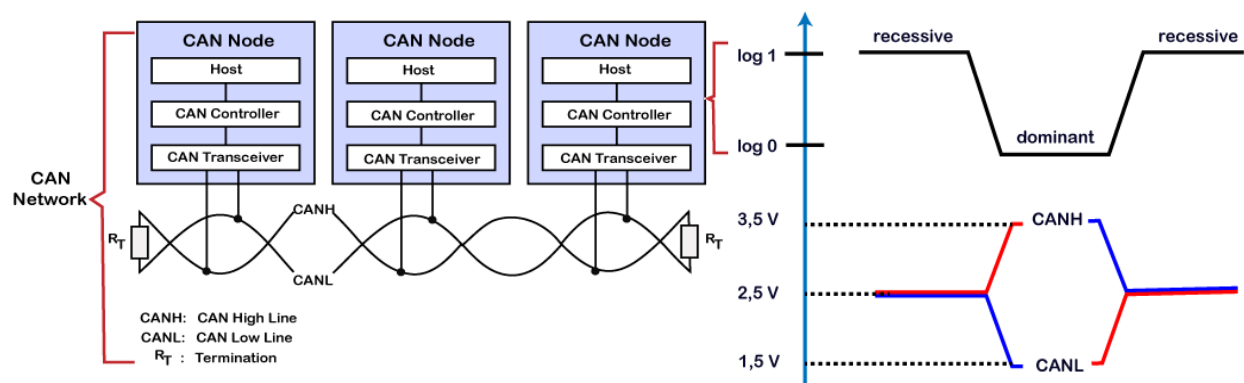 CAN Node
Host
CAN Controller
CAN Transceiver
CAN Node
Host
CAN Controller
CAN Transceiver
CAN Node
Host
CAN Controller
CAN Transceiver
CAN
Network
RT
CANH
CANL
RT
CANH: CAN High Line
CANL: CAN Low Line
RT : Termination
log 1
log 0
recessive
recessive
dominant
3,5 V
CANH
2,5 V
1,5 V
CANL